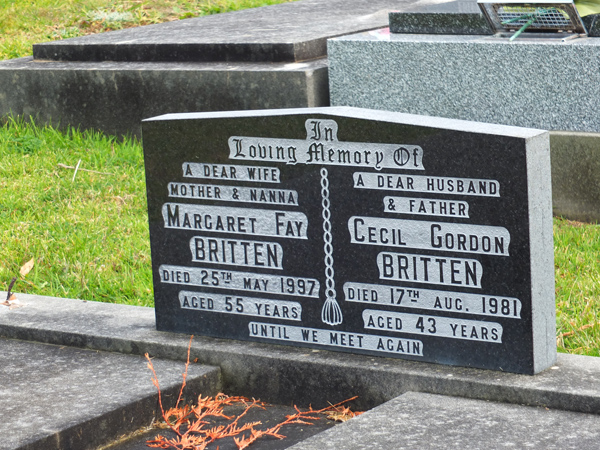 In
Loving Memory Of
A DEAR WIFE
MOTHER & NANNA
MARGARET FAY
BRITTEN
DIED 25TH MAY 1997
AGED 55 YEARS
A DEAR HUSBAND
& FATHER
CECIL GORDON
BRITTEN
DIED 17TH AUG. 1981
AGED 43 YEARS
UNTIL WE MEET AGAIN